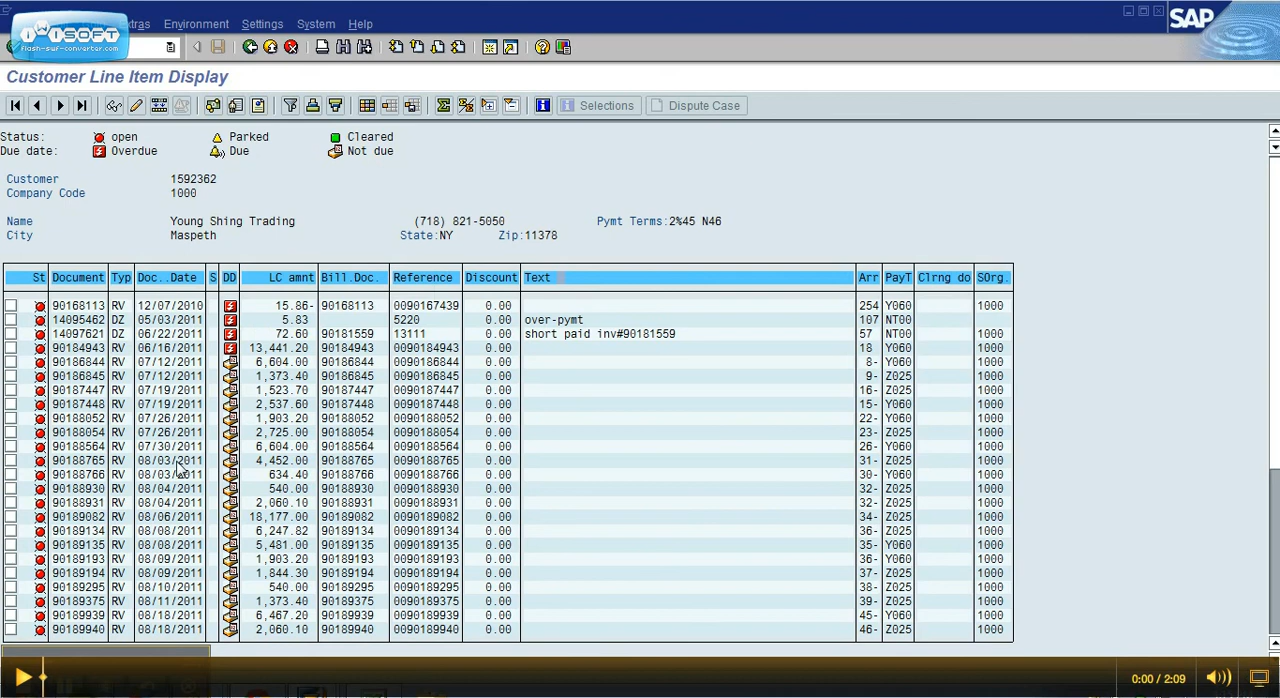 Extras Environment Settings System Help
SAP
iWiSOFT
flash-swf-converter.com
Customer Line Item Display
Selections Dispute Case
Status: open Parked Cleared
Due date: Overdue Due Not due
Customer 1592362
Company Code 1000
Name Young Shing Trading (718) 821-5050 Pymt Terms:2%45 N46
City Maspeth State:NY Zip:11378
St Document Typ Doc..Date S DD LC amnt Bill.Doc. Reference Discount Text Arr PayT Clrng do SOrg.
90168113 RV 12/07/2010 15.86- 90168113 0090167439 0.00 254 Y060 1000
14095462 DZ 05/03/2011 5.83 5220 0.00 over-pymt 107 NT00
14097621 DZ 06/22/2011 72.60 90181559 13111 0.00 short paid inv#90181559 57 NT00 1000
90184943 RV 06/16/2011 13,441.20 90184943 0090184943 0.00 18 Y060 1000
90186844 RV 07/12/2011 6,604.00 90186844 0090186844 0.00 8- Y060 1000
90186845 RV 07/12/2011 1,373.40 90186845 0090186845 0.00 9- Z025 1000
90187447 RV 07/19/2011 1,523.70 90187447 0090187447 0.00 16- Z025 1000
90187448 RV 07/19/2011 2,537.60 90187448 0090187448 0.00 15- Y060 1000
90188052 RV 07/26/2011 1,903.20 90188052 0090188052 0.00 22- Y060 1000
90188054 RV 07/26/2011 2,725.00 90188054 0090188054 0.00 23- Z025 1000
90188564 RV 07/30/2011 6,604.00 90188564 0090188564 0.00 26- Y060 1000
90188765 RV 08/03/2011 4,452.00 90188765 0090188765 0.00 31- Z025 1000
90188766 RV 08/03/2011 634.40 90188766 0090188766 0.00 30- Y060 1000
90188930 RV 08/04/2011 540.00 90188930 0090188930 0.00 32- Z025 1000
90188931 RV 08/04/2011 2,060.10 90188931 0090188931 0.00 32- Z025 1000
90189082 RV 08/06/2011 18,177.00 90189082 0090189082 0.00 34- Z025 1000
90189134 RV 08/08/2011 6,247.82 90189134 0090189134 0.00 36- Z025 1000
90189135 RV 08/08/2011 5,481.00 90189135 0090189135 0.00 35- Y060 1000
90189193 RV 08/09/2011 1,903.20 90189193 0090189193 0.00 36- Y060 1000
90189194 RV 08/09/2011 1,844.30 90189194 0090189194 0.00 37- Z025 1000
90189295 RV 08/10/2011 540.00 90189295 0090189295 0.00 38- Z025 1000
90189375 RV 08/11/2011 1,373.40 90189375 0090189375 0.00 39- Z025 1000
90189939 RV 08/18/2011 6,467.20 90189939 0090189939 0.00 45- Y060 1000
90189940 RV 08/18/2011 2,060.10 90189940 0090189940 0.00 46- Z025 1000
0:00 / 2:09